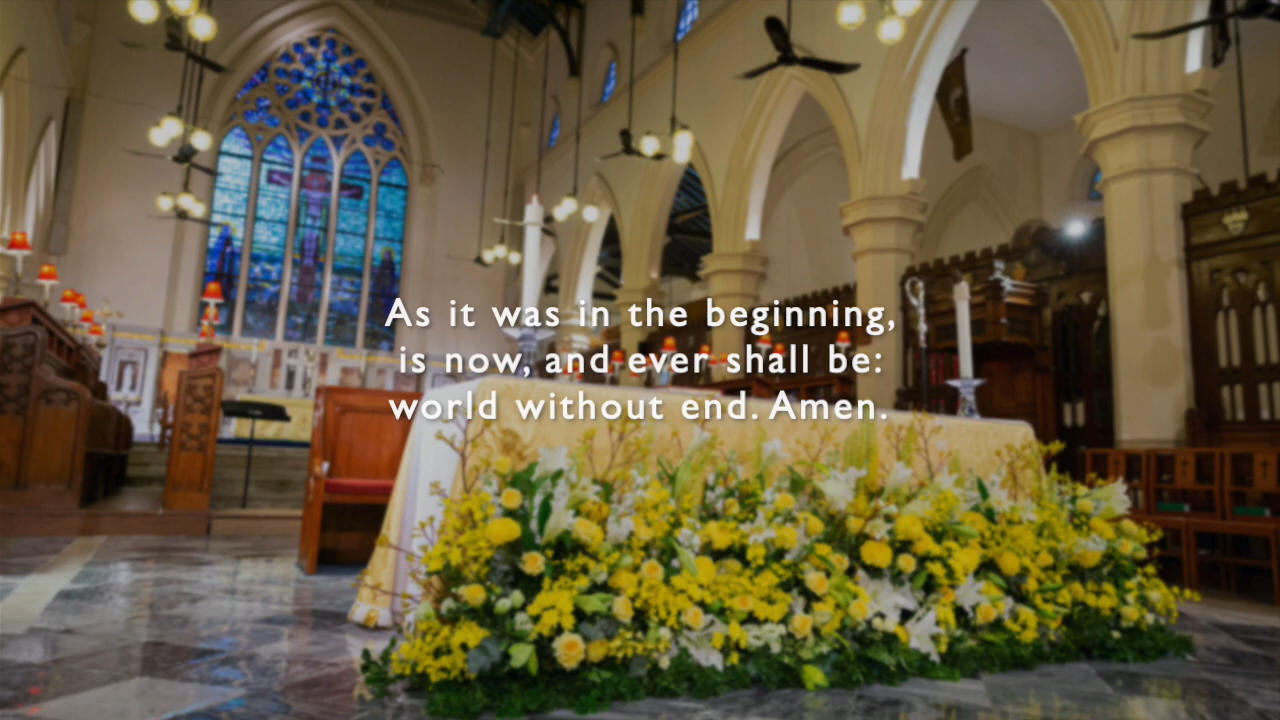 As it was in the beginning,
is now, and ever shall be:
world without end. Amen.